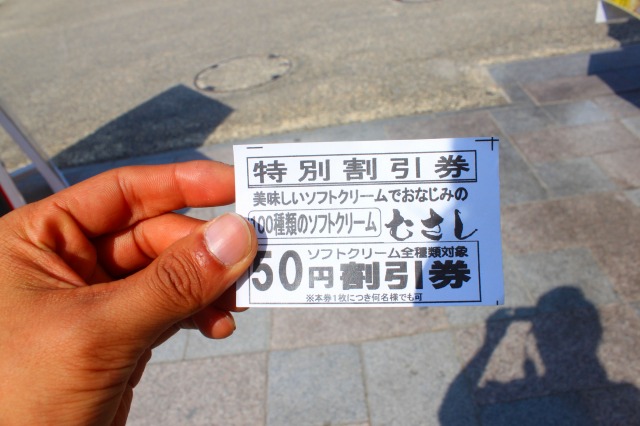 特別割引券
美味しいソフトクリームでおなじみの
100種類のソフトクリーム むさし
ソフトクリーム全種類対象
50円割引券
※本券1枚につき何名様でも可